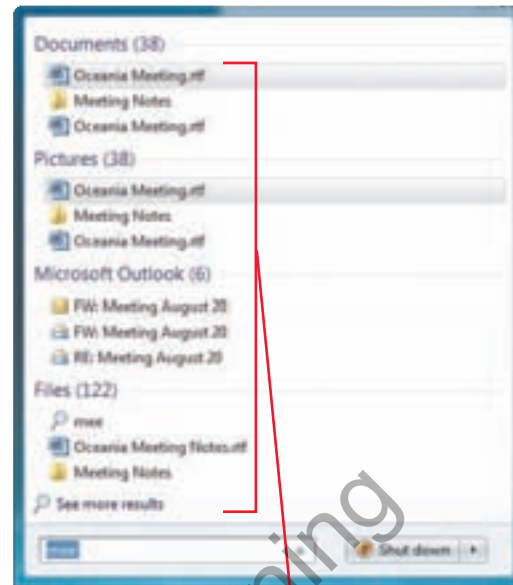 Documents (38)
Oceania Meeting.rtf
Meeting Notes
Oceania Meeting.rtf
Pictures (38)
Oceania Meeting.rtf
Meeting Notes
Oceania Meeting.rtf
Microsoft Outlook (6)
FW: Meeting August 20
FW: Meeting August 20
RE: Meeting August 20
Files (122)
mee
Oceania Meeting Notes.rtf
Meeting Notes
See more results
mee
Shut down
ning